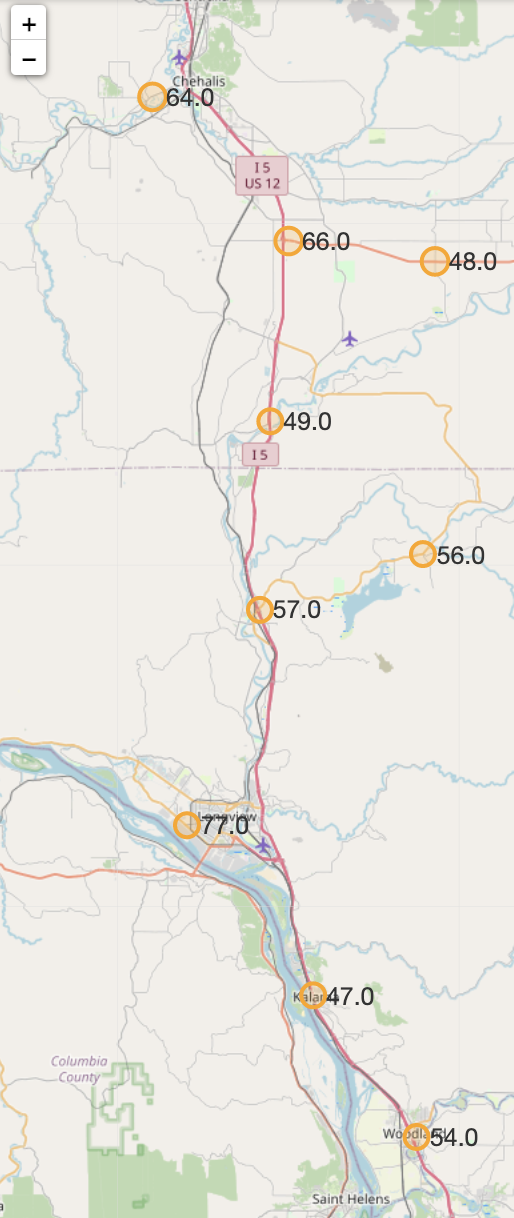 +
−
Chehalis
64.0
I 5
US 12
66.0
48.0
49.0
I 5
56.0
57.0
Longview
77.0
Kalama
47.0
Columbia
County
Woodland
54.0
Saint Helens